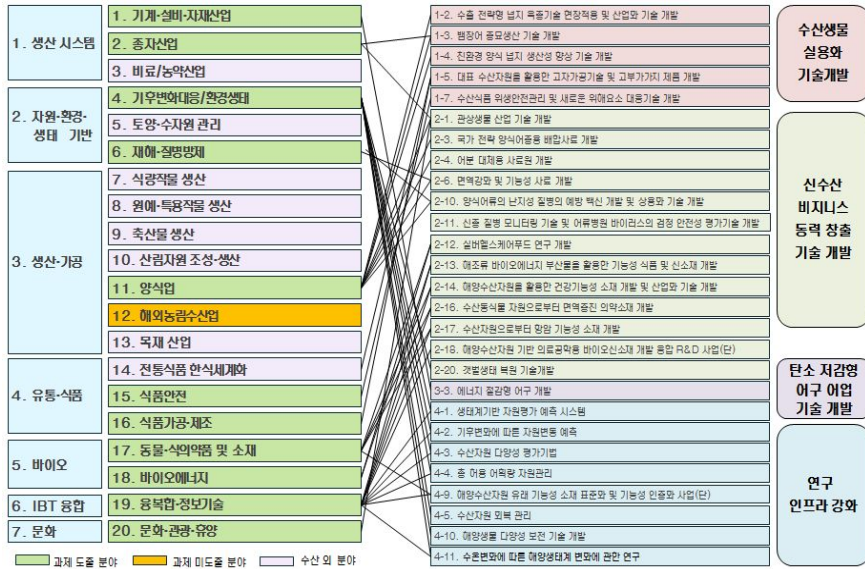 1. 생산 시스템
2. 자원·환경·
생태 기반
3. 생산·가공
4. 유통·식품
5. 바이오
6. IBT 융합
7. 문화
1. 기계·설비·자재산업
2. 종자산업
3. 비료/농약산업
4. 기후변화대응/환경생태
5. 토양·수자원 관리
6. 재해·질병방제
7. 식량작물 생산
8. 원예·특용작물 생산
9. 축산물 생산
10. 산림자원 조성·생산
11. 양식업
12. 해외농림수산업
13. 목재 산업
14. 전통식품 한식세계화
15. 식품안전
16. 식품가공·제조
17. 동물·식의약품 및 소재
18. 바이오에너지
19. 융복합·정보기술
20. 문화·관광·휴양
1-2. 수출 전략형 넙치 육종기술 현장적용 및 산업화 기술 개발
1-3. 뱀장어 종묘생산 기술 개발
1-4. 친환경 양식 넙치 생산성 향상 기술 개발
1-5. 대표 수산자원를 활용한 고차가공기술 및 고부가가치 제품 개발
1-7. 수산식품 위생안전관리 및 새로운 위해요소 대응기술 개발
2-1. 관상생물 산업 기술 개발
2-3. 국가 전략 양식어종용 배합사료 개발
2-4. 어분 대체용 사료원 개발
2-6. 면역강화 및 기능성 사료 개발
2-10. 양식어류의 난치성 질병의 예방 백신 개발 및 상용화 기술 개발
2-11. 신종 질병 모니터링 기술 및 어류병원 바이러스의 검정 안전성 평가기술 개발
2-12. 실버헬스케어푸드 연구 개발
2-13. 해조류 바이오에너지 부산물을 활용한 기능성 식품 및 신소재 개발
2-14. 해양수산자원를 활용한 건강기능성 소재 개발 및 산업화 기술 개발
2-16. 수산동식물 자원으로부터 면역증진 의약소재 개발
2-17. 수산자원으로부터 항암 기능성 소재 개발
2-18. 해양수산자원 기반 의료공학용 바이오신소재 개발 융합 R&D 사업(단)
2-20. 갯벌생태 복원 기술개발
3-3. 에너지 절감형 어구 개발
4-1. 생태계기반 자원평가 예측 시스템
4-2. 기후변화에 따른 자원변동 예측
4-3. 수산자원 다양성 평가기법
4-4. 총 허용 어획량 자원관리
4-9. 해양수산자원 유래 기능성 소재 표준화 및 기능성 인증화 사업(단)
4-5. 수산자원 회복 관리
4-10. 해양생물 다양성 보전 기술 개발
4-11. 수온변화에 따른 해양생태계 변화에 관한 연구
수산생물
실용화
기술개발
신수산
비지니스
동력 창출
기술 개발
탄소 저감형
어구 어업
기술 개발
연구
인프라 강화
과제 도출 분야
과제 미도출 분야
수산 외 분야